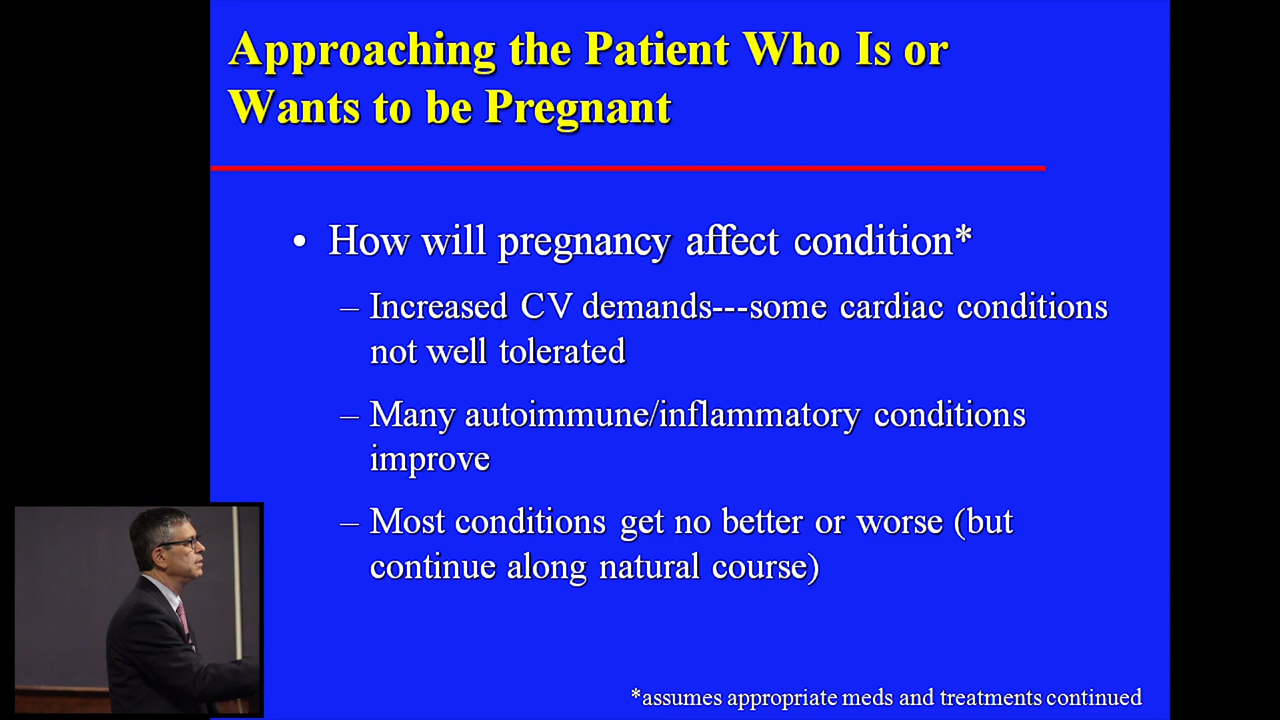 Approaching the Patient Who Is or
Wants to be Pregnant
• How will pregnancy affect condition*
– Increased CV demands---some cardiac conditions
not well tolerated
– Many autoimmune/inflammatory conditions
improve
– Most conditions get no better or worse (but
continue along natural course)
*assumes appropriate meds and treatments continued